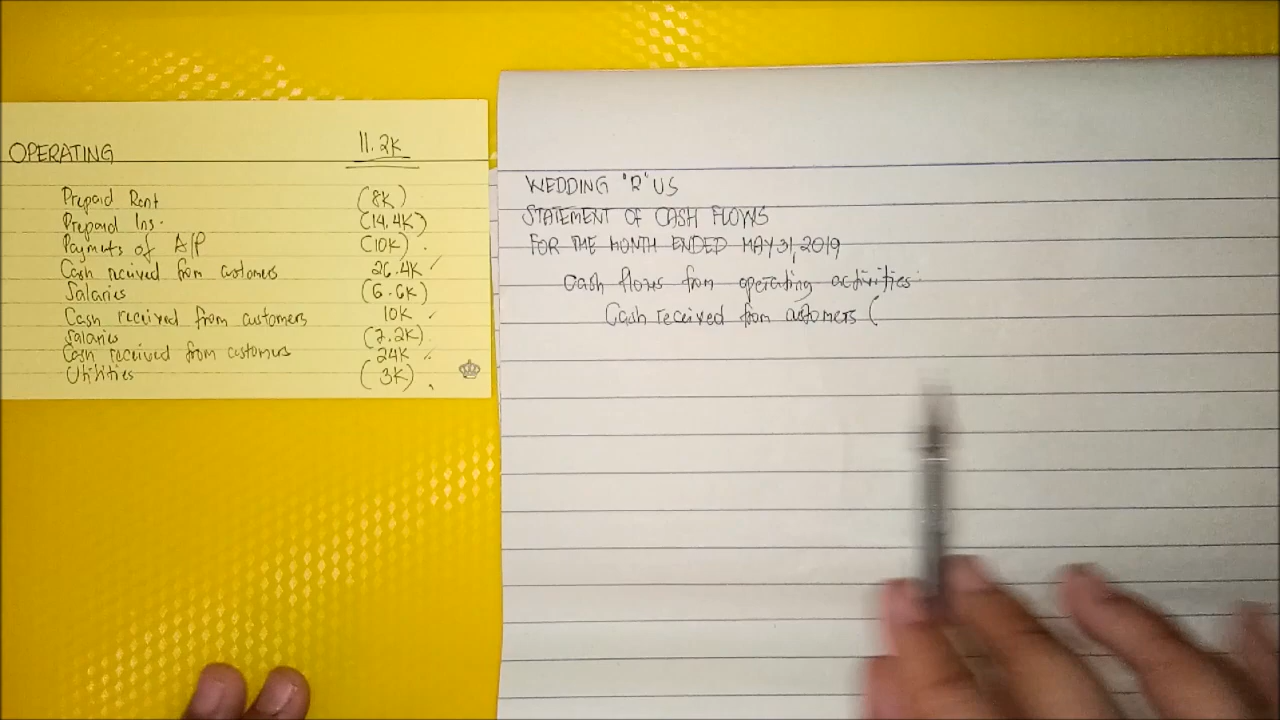 OPERATING 11.2K
Prepaid Rent (8K)
Prepaid Ins. (14.4K)
Paymets of A/P (10K)
Cash received from customers 26.4K
Salaries (6.6K)
Cash received from customers 10K
Salaries (7.2K)
Cash received from customers 24K
Utilities (3K)
WEDDING "R" US
STATEMENT OF CASH FLOWS
FOR THE MONTH ENDED MAY 31, 2019
Cash flows from operating activities:
Cash received from customers (